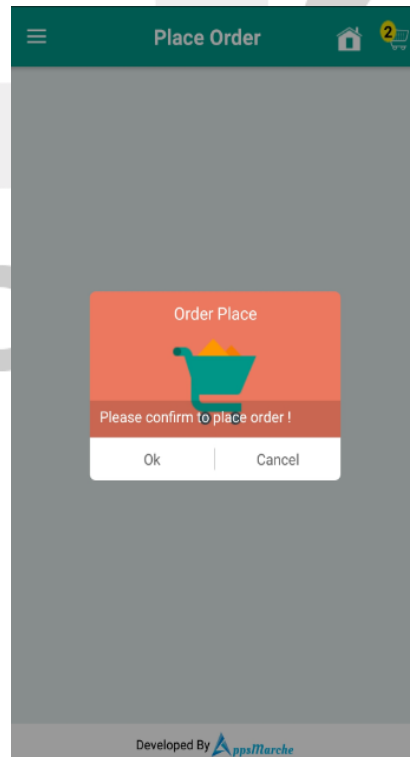 Place Order
2
Order Place
Please confirm to place order !
Ok Cancel
Developed By AppsMarche